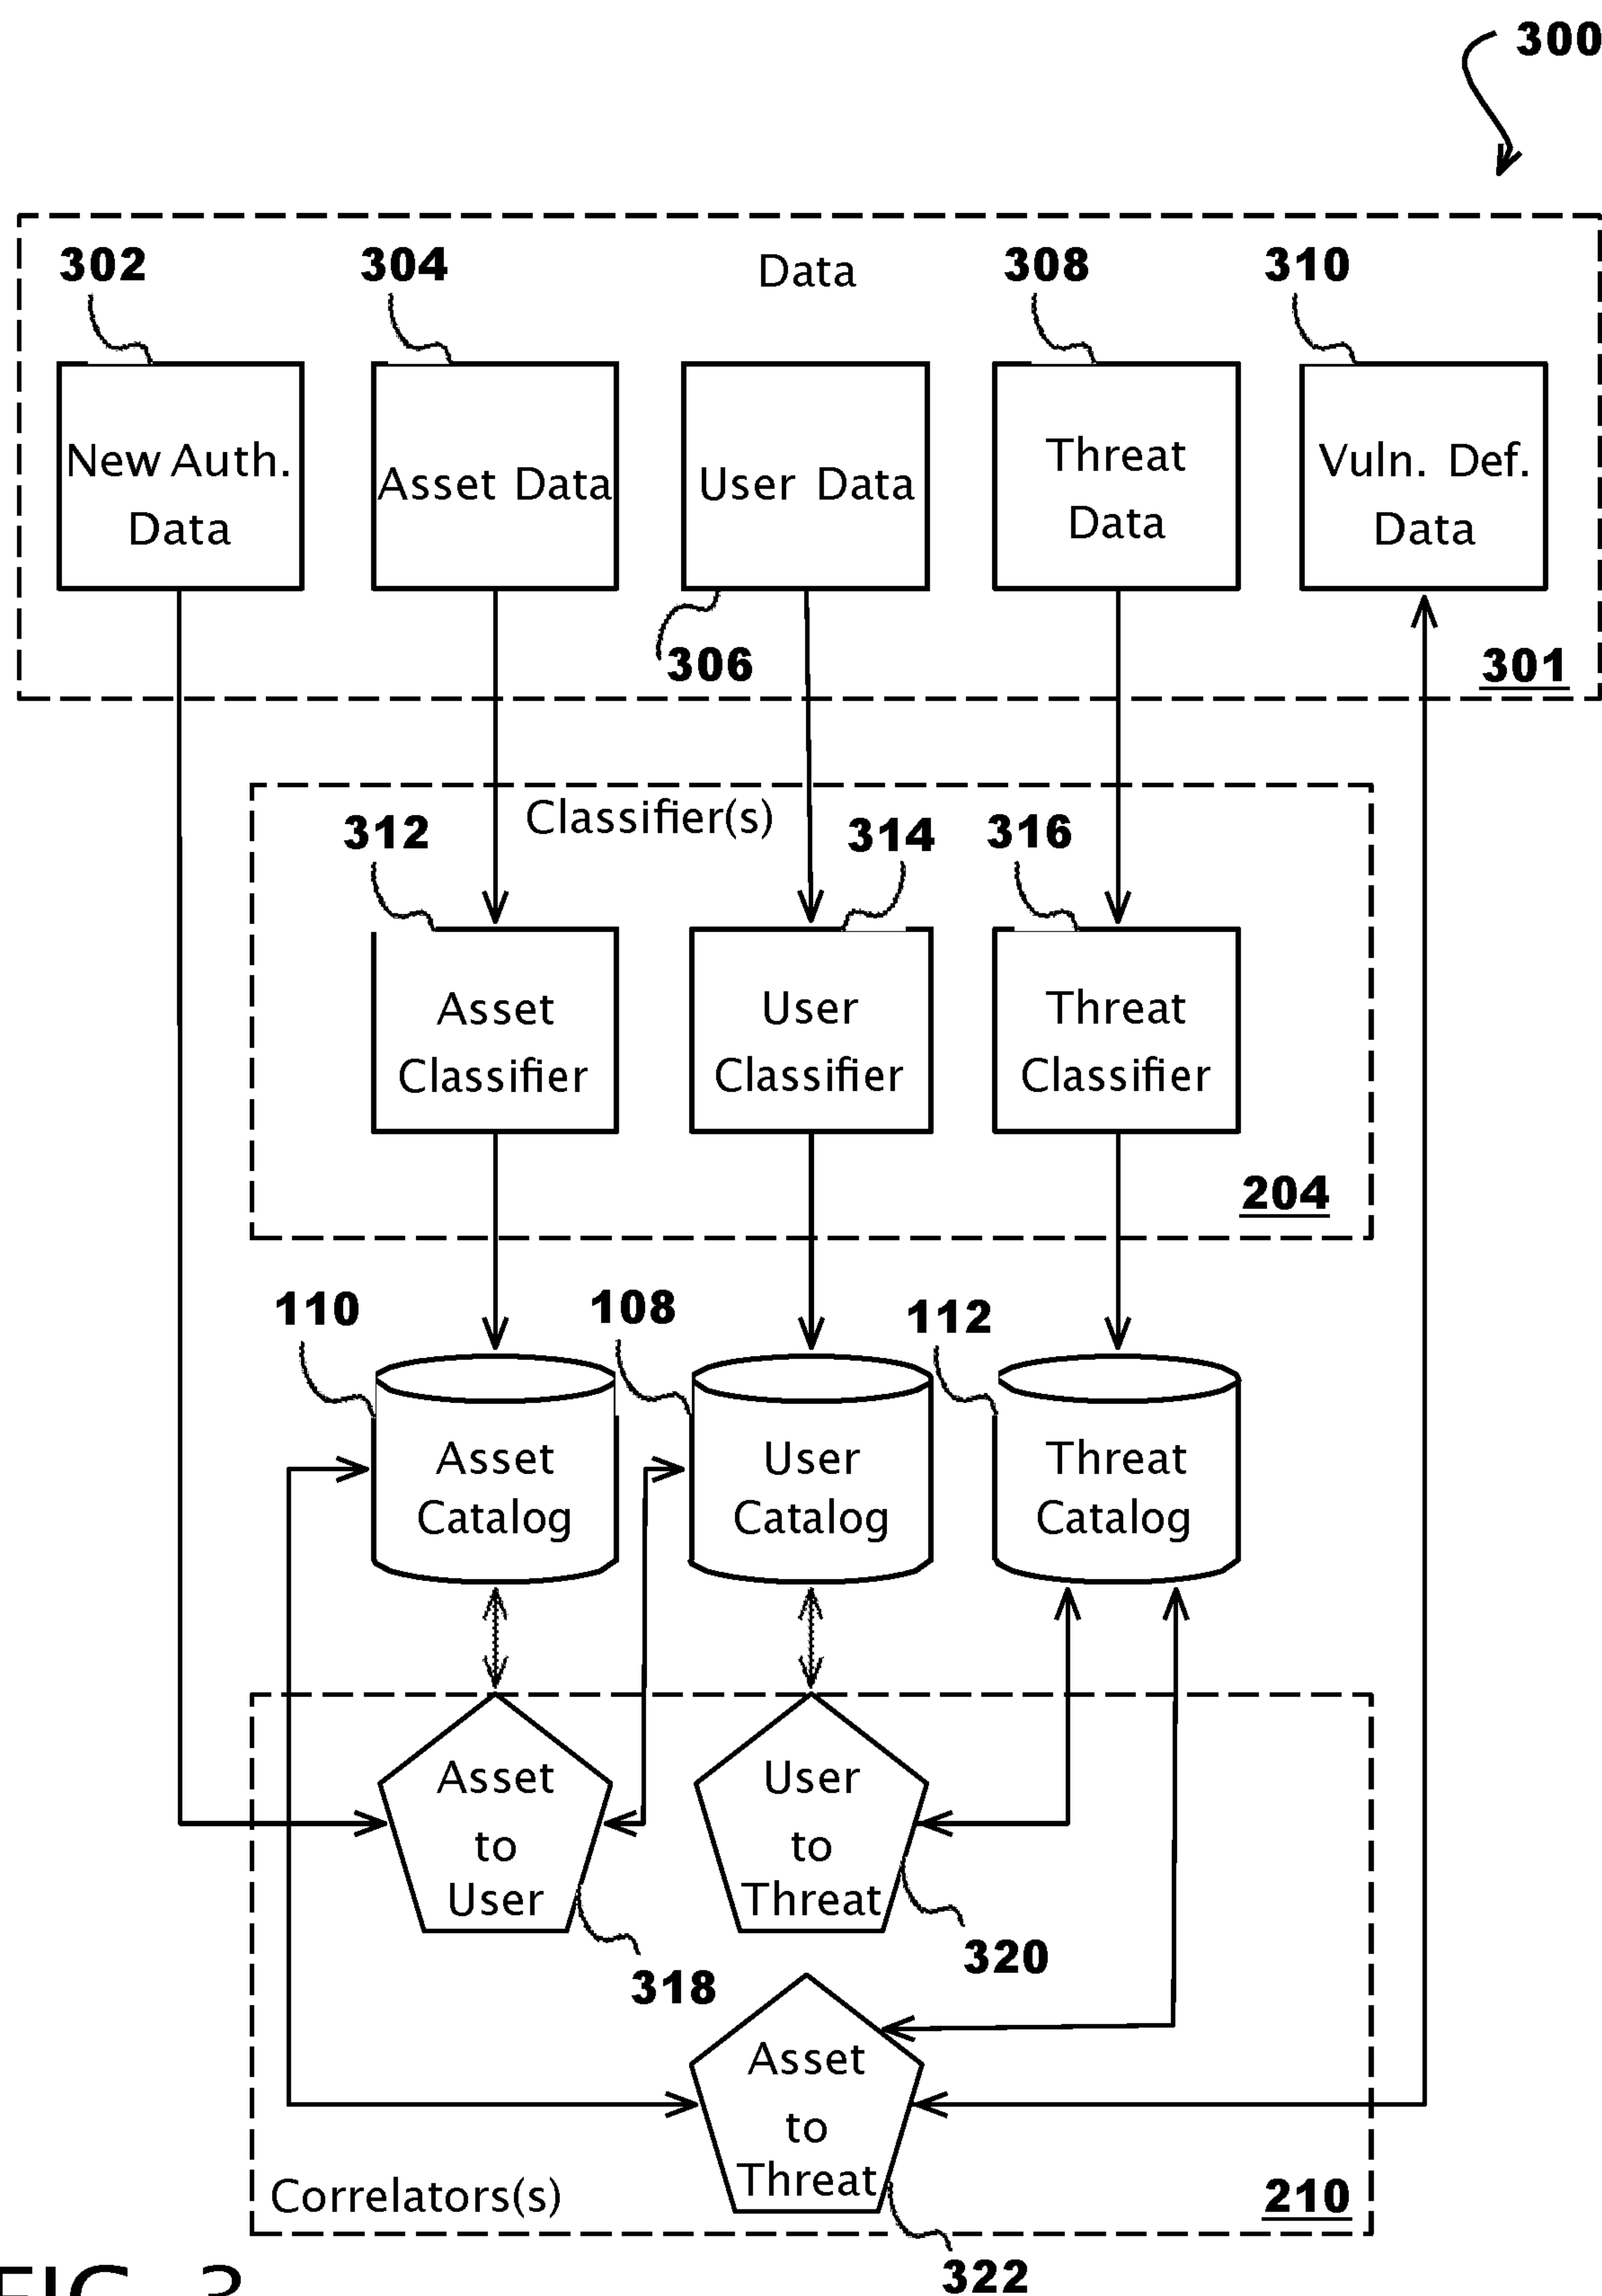 300
302
304
Data
308
310
New Auth.
Data
Asset Data
User Data
Threat
Data
Vuln. Def.
Data
306
301
Classifier(s)
312
314
316
Asset
Classifier
User
Classifier
Threat
Classifier
204
110
108
112
Asset
Catalog
User
Catalog
Threat
Catalog
Asset
to
User
User
to
Threat
318
320
Asset
to
Threat
Correlators(s)
210
322
FIG. 3